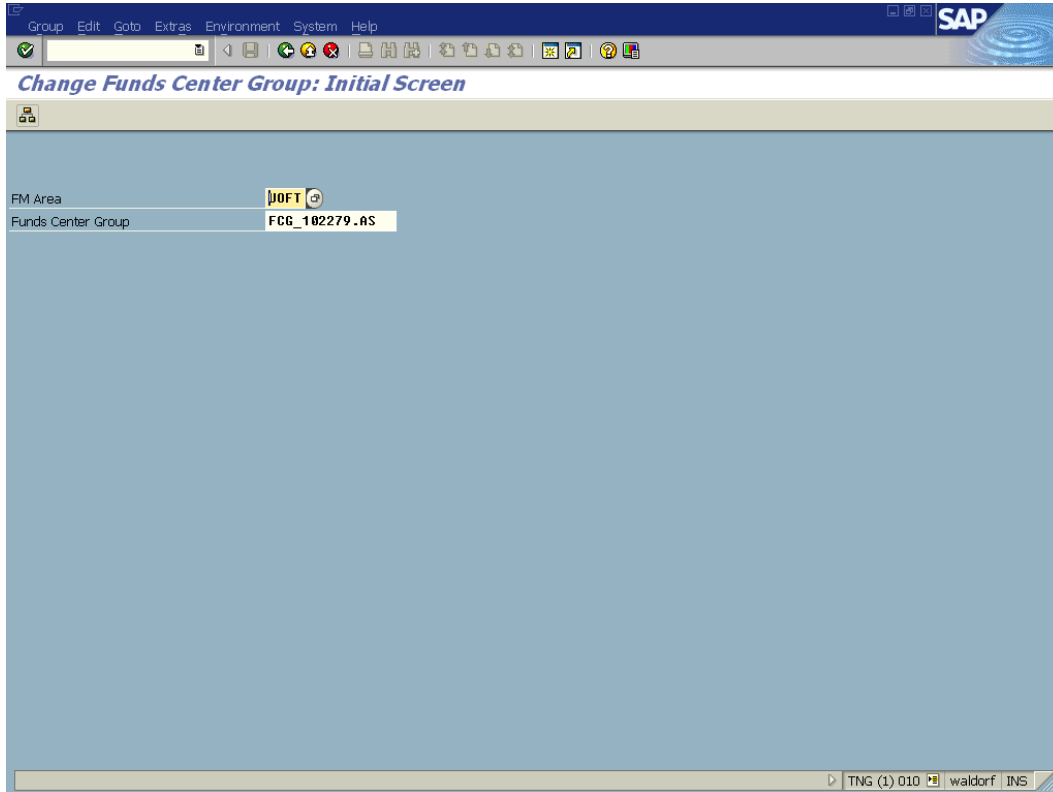 Group Edit Goto Extras Environment System Help
SAP
Change Funds Center Group: Initial Screen
FM Area UOFT
Funds Center Group FCG_102279.AS
TNG (1) 010 waldorf INS